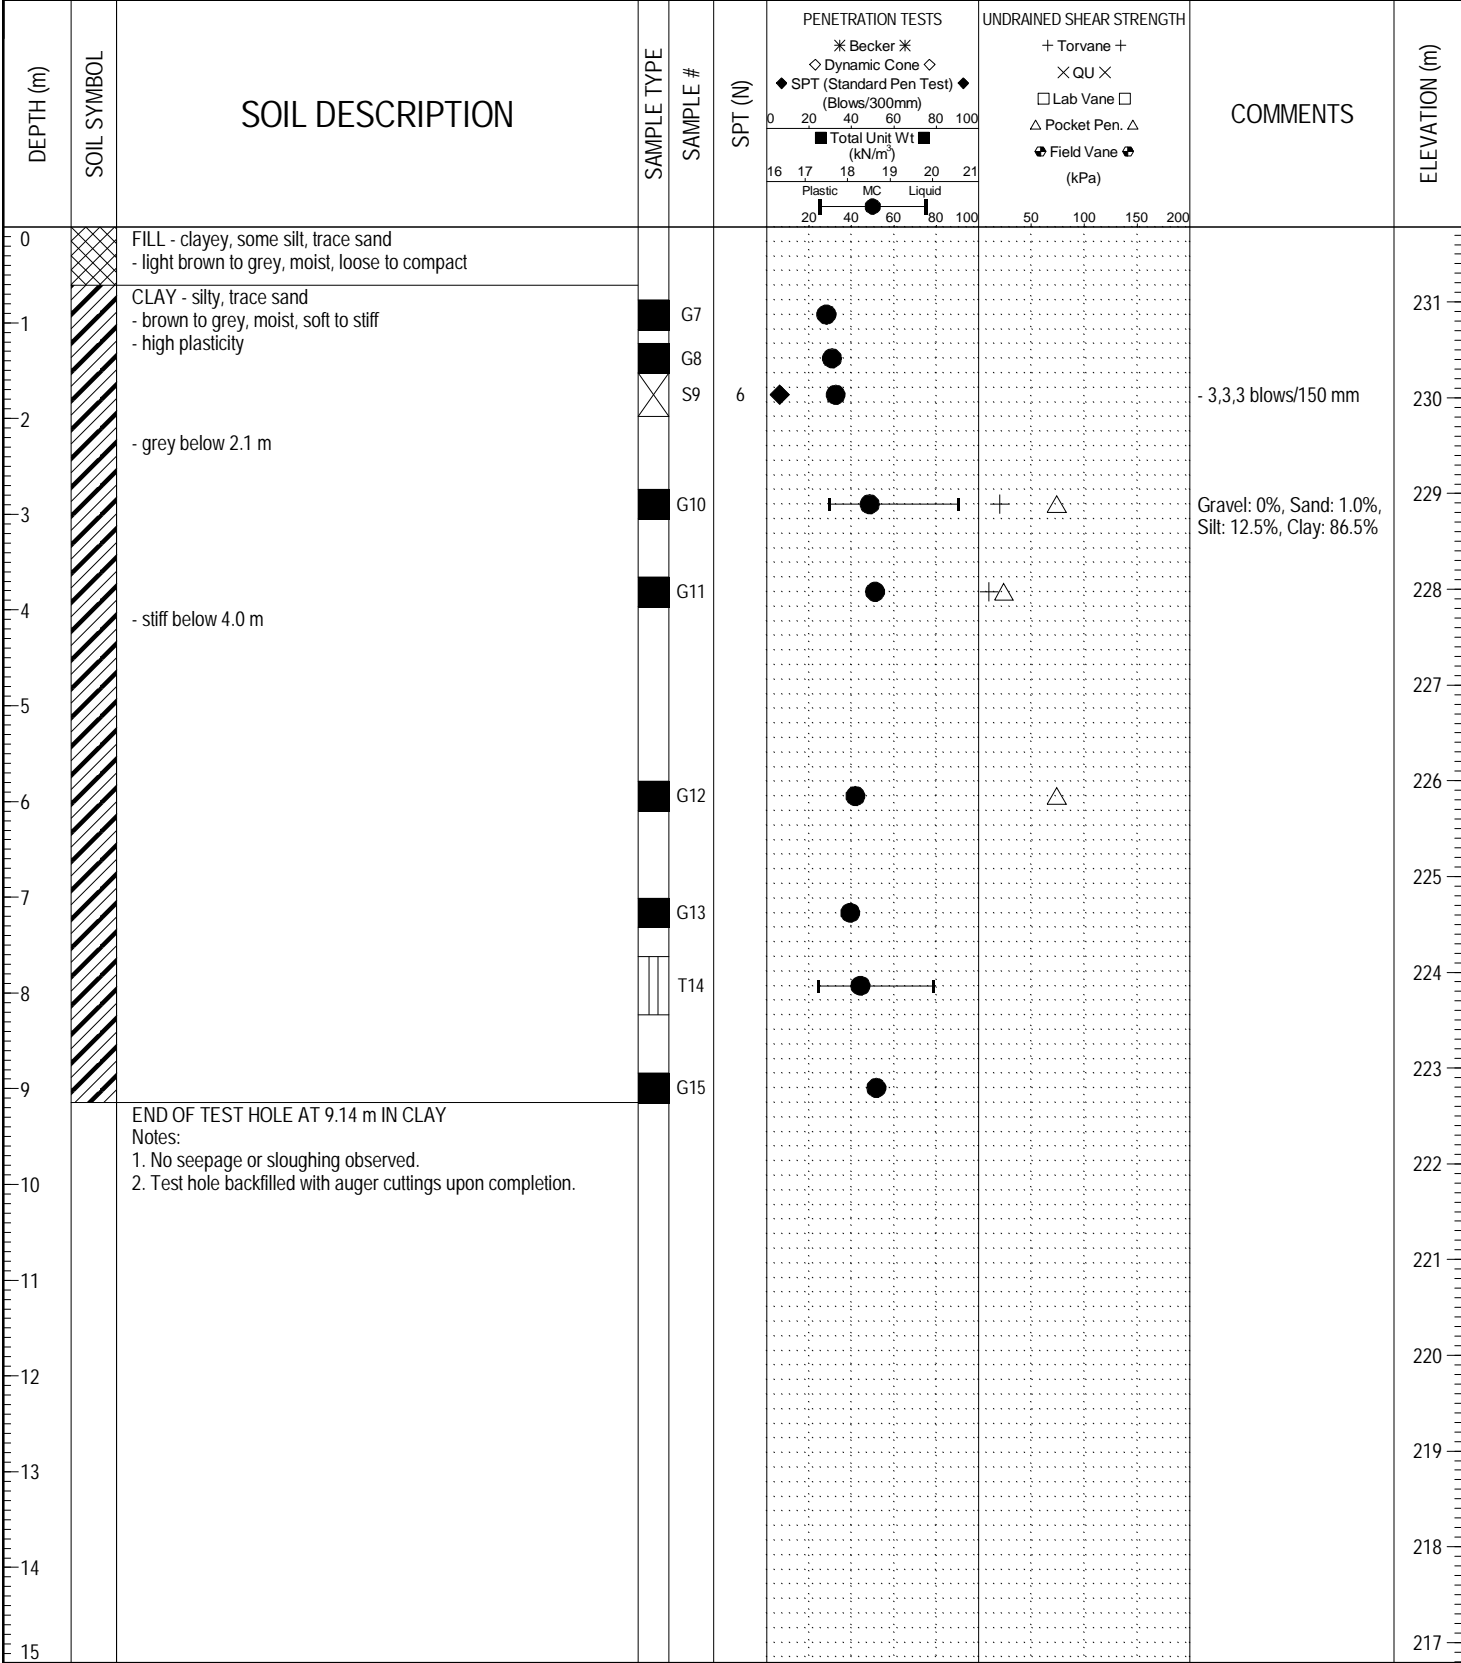 DEPTH (m)
SOIL SYMBOL
SOIL DESCRIPTION
SAMPLE TYPE
SAMPLE #
SPT (N)
PENETRATION TESTS
✳ Becker ✳
◇ Dynamic Cone ◇
◆ SPT (Standard Pen Test) ◆
(Blows/300mm)
0 20 40 60 80 100
■ Total Unit Wt ■
(kN/m³)
16 17 18 19 20 21
Plastic MC Liquid
20 40 60 80 100
UNDRAINED SHEAR STRENGTH
+ Torvane +
× QU ×
□ Lab Vane □
△ Pocket Pen. △
Field Vane
(kPa)
50 100 150 200
COMMENTS
ELEVATION (m)
0
FILL - clayey, some silt, trace sand
- light brown to grey, moist, loose to compact
CLAY - silty, trace sand
- brown to grey, moist, soft to stiff
- high plasticity
G7
231
1
G8
S9
6
- 3,3,3 blows/150 mm
230
2
- grey below 2.1 m
G10
Gravel: 0%, Sand: 1.0%,
Silt: 12.5%, Clay: 86.5%
229
3
G11
228
4
- stiff below 4.0 m
227
5
226
G12
6
225
7
G13
224
T14
8
223
G15
9
END OF TEST HOLE AT 9.14 m IN CLAY
Notes:
1. No seepage or sloughing observed.
2. Test hole backfilled with auger cuttings upon completion.
222
10
221
11
220
12
219
13
218
14
217
15